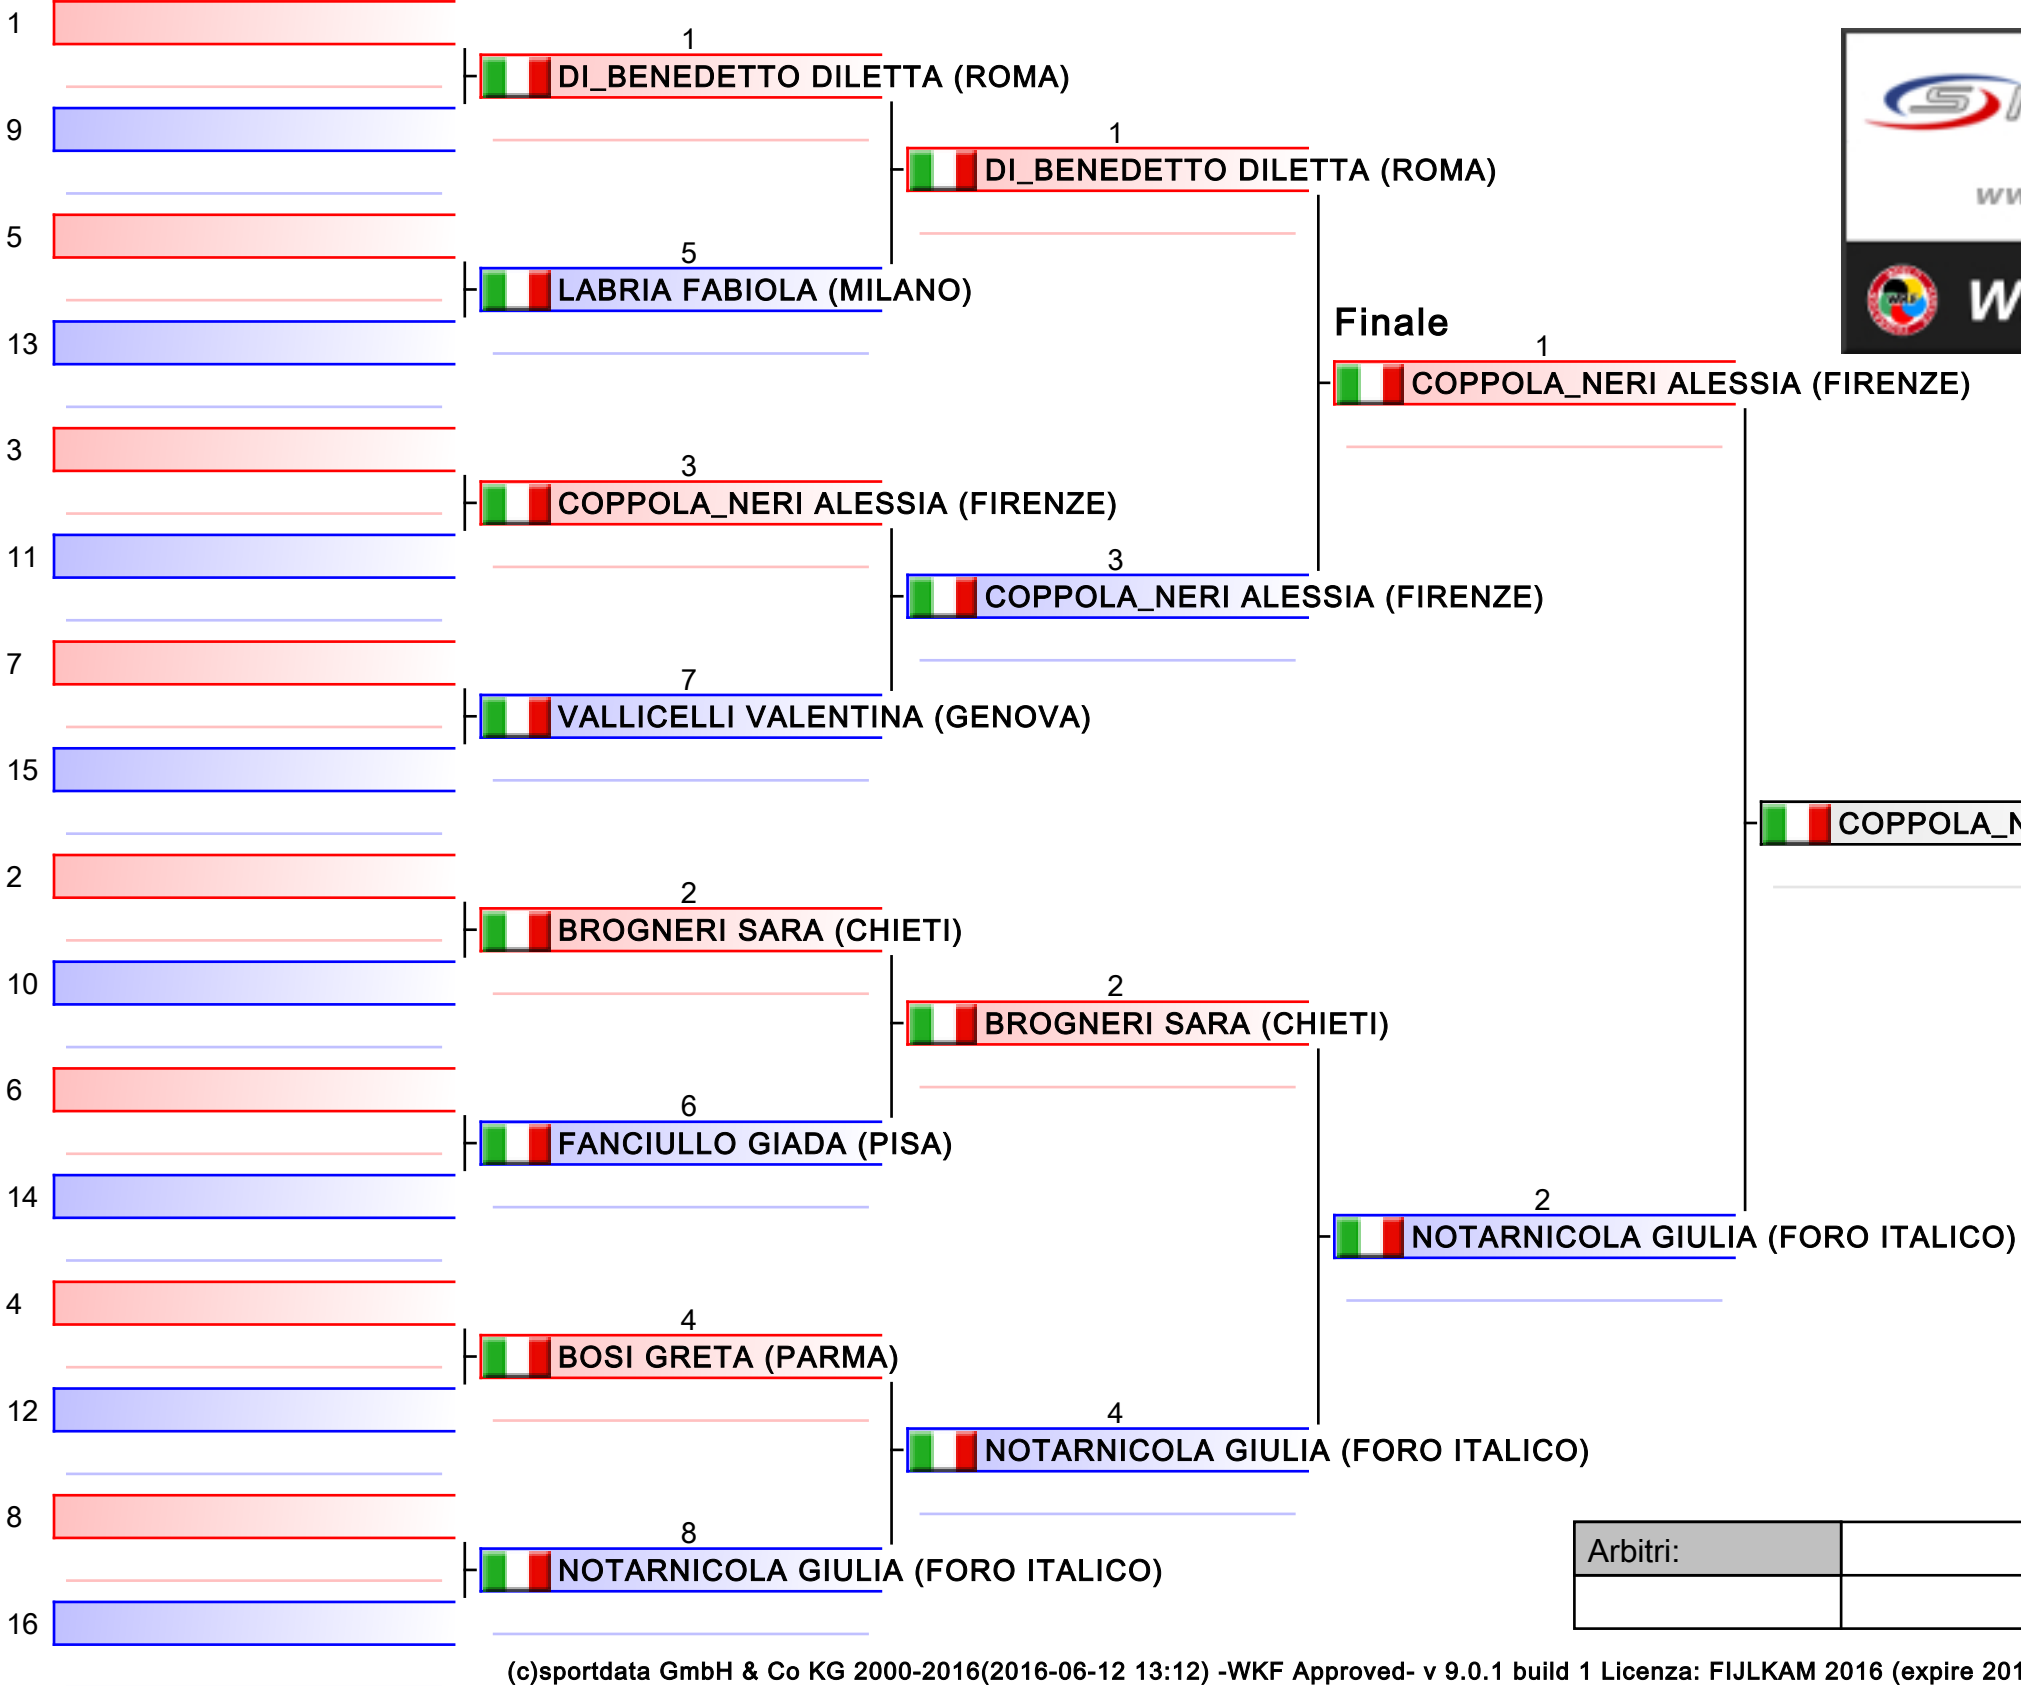 1
9
5
13
3
11
7
15
2
10
6
14
4
12
8
16
1
DI_BENEDETTO DILETTA (ROMA)
5
LABRIA FABIOLA (MILANO)
3
COPPOLA_NERI ALESSIA (FIRENZE)
7
VALLICELLI VALENTINA (GENOVA)
2
BROGNERI SARA (CHIETI)
6
FANCIULLO GIADA (PISA)
4
BOSI GRETA (PARMA)
8
NOTARNICOLA GIULIA (FORO ITALICO)
1
DI_BENEDETTO DILETTA (ROMA)
3
COPPOLA_NERI ALESSIA (FIRENZE)
2
BROGNERI SARA (CHIETI)
4
NOTARNICOLA GIULIA (FORO ITALICO)
Finale
1
COPPOLA_NERI ALESSIA (FIRENZE)
2
NOTARNICOLA GIULIA (FORO ITALICO)
COPPOLA_N
S
ww
W
Arbitri:
(c)sportdata GmbH & Co KG 2000-2016(2016-06-12 13:12) -WKF Approved- v 9.0.1 build 1 Licenza: FIJLKAM 2016 (expire 201